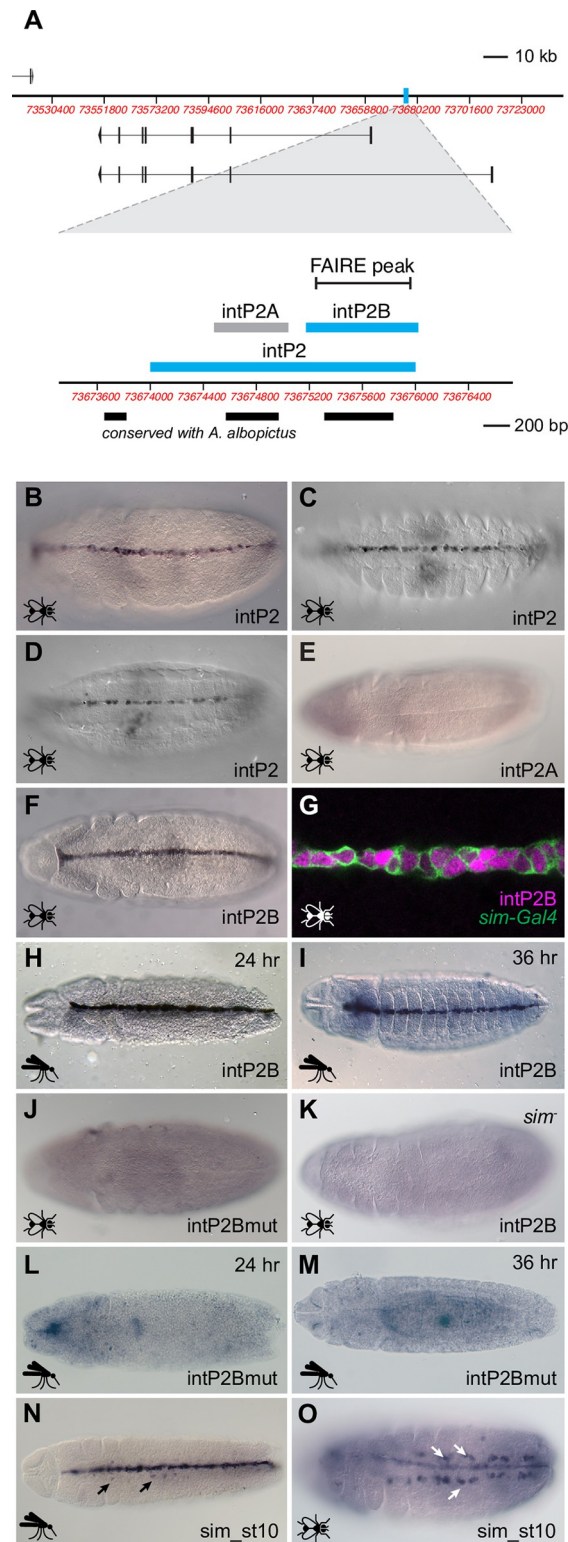 A
10 kb
73530400 73551800 73573200 73594600 73616000 73637400 73658800 73680200 73701600 73723000
FAIRE peak
intP2A intP2B
intP2
73673600 73674000 73674400 73674800 73675200 73675600 73676000 73676400
conserved with A. albopictus
200 bp
B
intP2
C
intP2
D
intP2
E
intP2A
F
intP2B
G
intP2B
sim-Gal4
H
24 hr
intP2B
I
36 hr
intP2B
J
intP2Bmut
K
sim-
intP2B
L
24 hr
intP2Bmut
M
36 hr
intP2Bmut
N
sim_st10
O
sim_st10